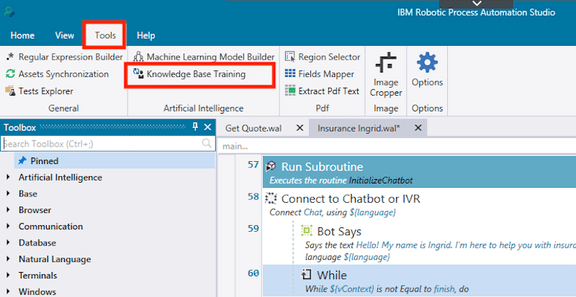 IBM Robotic Process Automation Studio
Home View Tools Help
Regular Expression Builder
Assets Synchronization
Tests Explorer
General
Machine Learning Model Builder
Knowledge Base Training
Artificial Intelligence
Region Selector
Fields Mapper
Extract Pdf Text
Pdf
Image
Cropper
Image
Options
Options
Toolbox
Search Toolbox (Ctrl+;)
Pinned
Artificial Intelligence
Base
Browser
Communication
Database
Natural Language
Terminals
Windows
Get Quote.wal Insurance Ingrid.wal*
main...
57 Run Subroutine
Executes the routine InitializeChatbot
58 Connect to Chatbot or IVR
Connect Chat, using ${language}
59 Bot Says
Says the text Hello! My name is Ingrid. I'm here to help you with insura
language ${language}
60 While
While ${vContext} is not Equal to finish, do